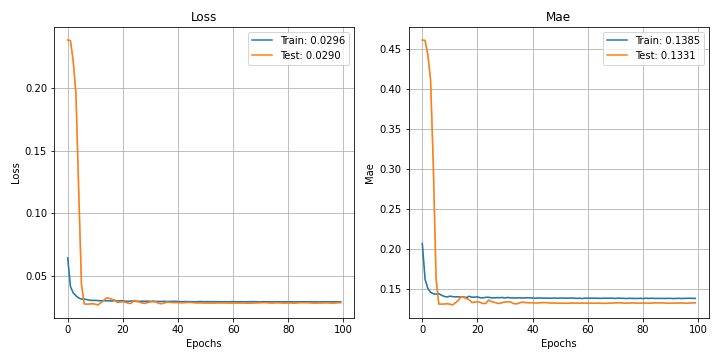 Loss
Train: 0.0296
Test: 0.0290
0.20
0.15
0.10
0.05
Loss
0 20 40 60 80 100
Epochs
Mae
Train: 0.1385
Test: 0.1331
0.45
0.40
0.35
0.30
0.25
0.20
0.15
Mae
0 20 40 60 80 100
Epochs